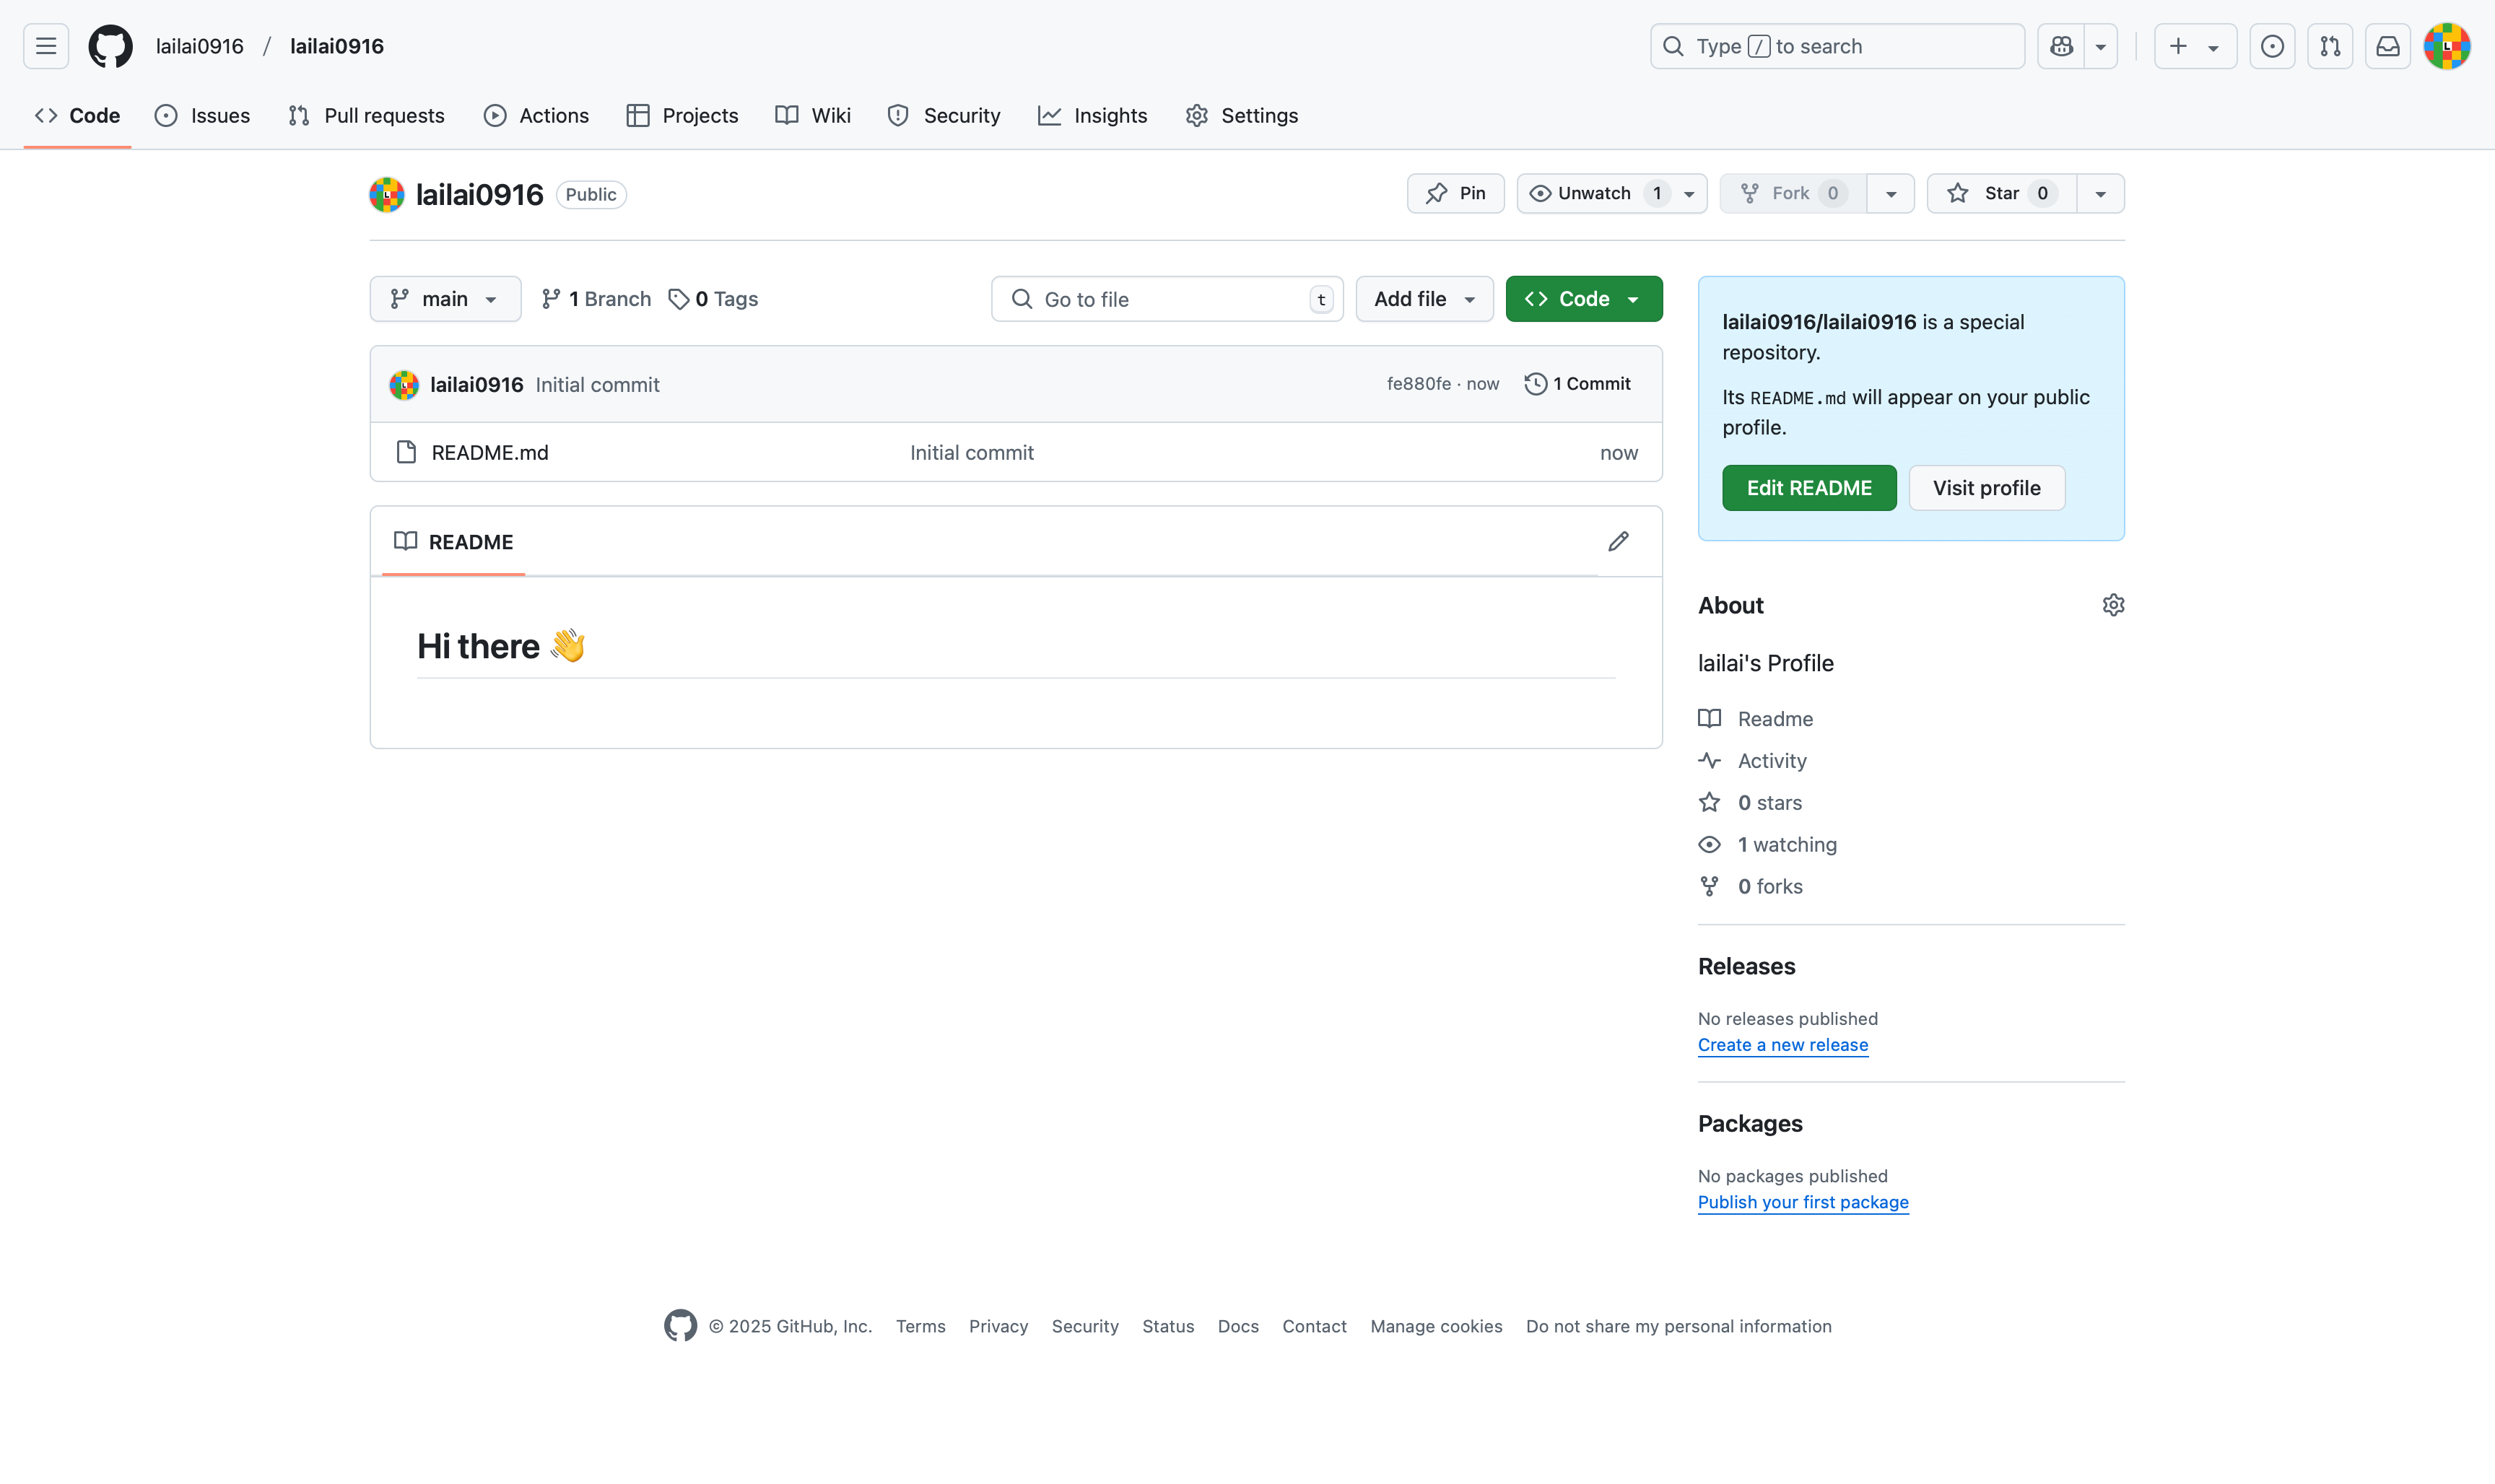 lailai0916 / lailai0916
Type / to search
Code Issues Pull requests Actions Projects Wiki Security Insights Settings
L lailai0916 Public
Pin Unwatch 1 Fork 0 Star 0
main 1 Branch 0 Tags Go to file t Add file Code
lailai0916 Initial commit fe880fe · now 1 Commit
README.md Initial commit now
README
Hi there 👋
lailai0916/lailai0916 is a special
repository.
Its README.md will appear on your public
profile.
Edit README Visit profile
About
lailai's Profile
Readme
Activity
0 stars
1 watching
0 forks
Releases
No releases published
Create a new release
Packages
No packages published
Publish your first package
© 2025 GitHub, Inc. Terms Privacy Security Status Docs Contact Manage cookies Do not share my personal information